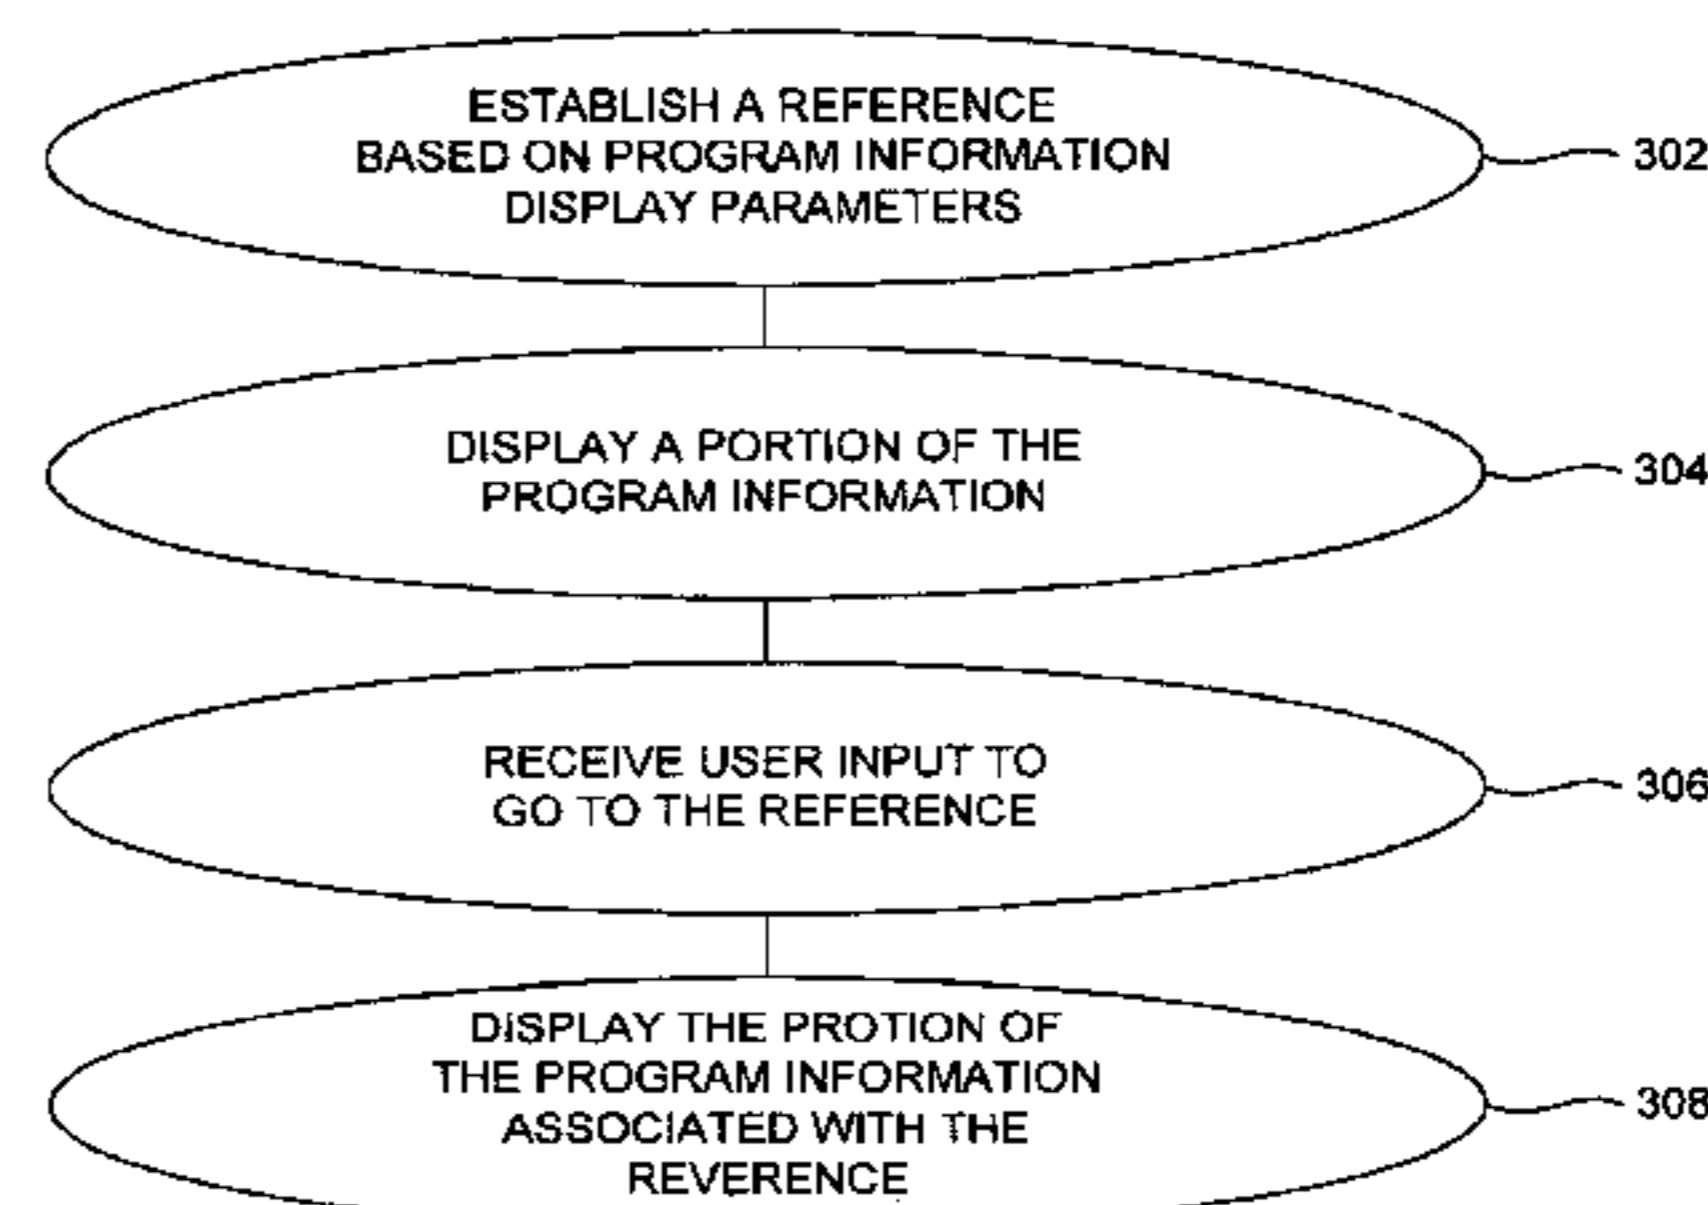 ESTABLISH A REFERENCE
BASED ON PROGRAM INFORMATION
DISPLAY PARAMETERS
302
DISPLAY A PORTION OF THE
PROGRAM INFORMATION
304
RECEIVE USER INPUT TO
GO TO THE REFERENCE
306
DISPLAY THE PROTION OF
THE PROGRAM INFORMATION
ASSOCIATED WITH THE
REVERENCE
308